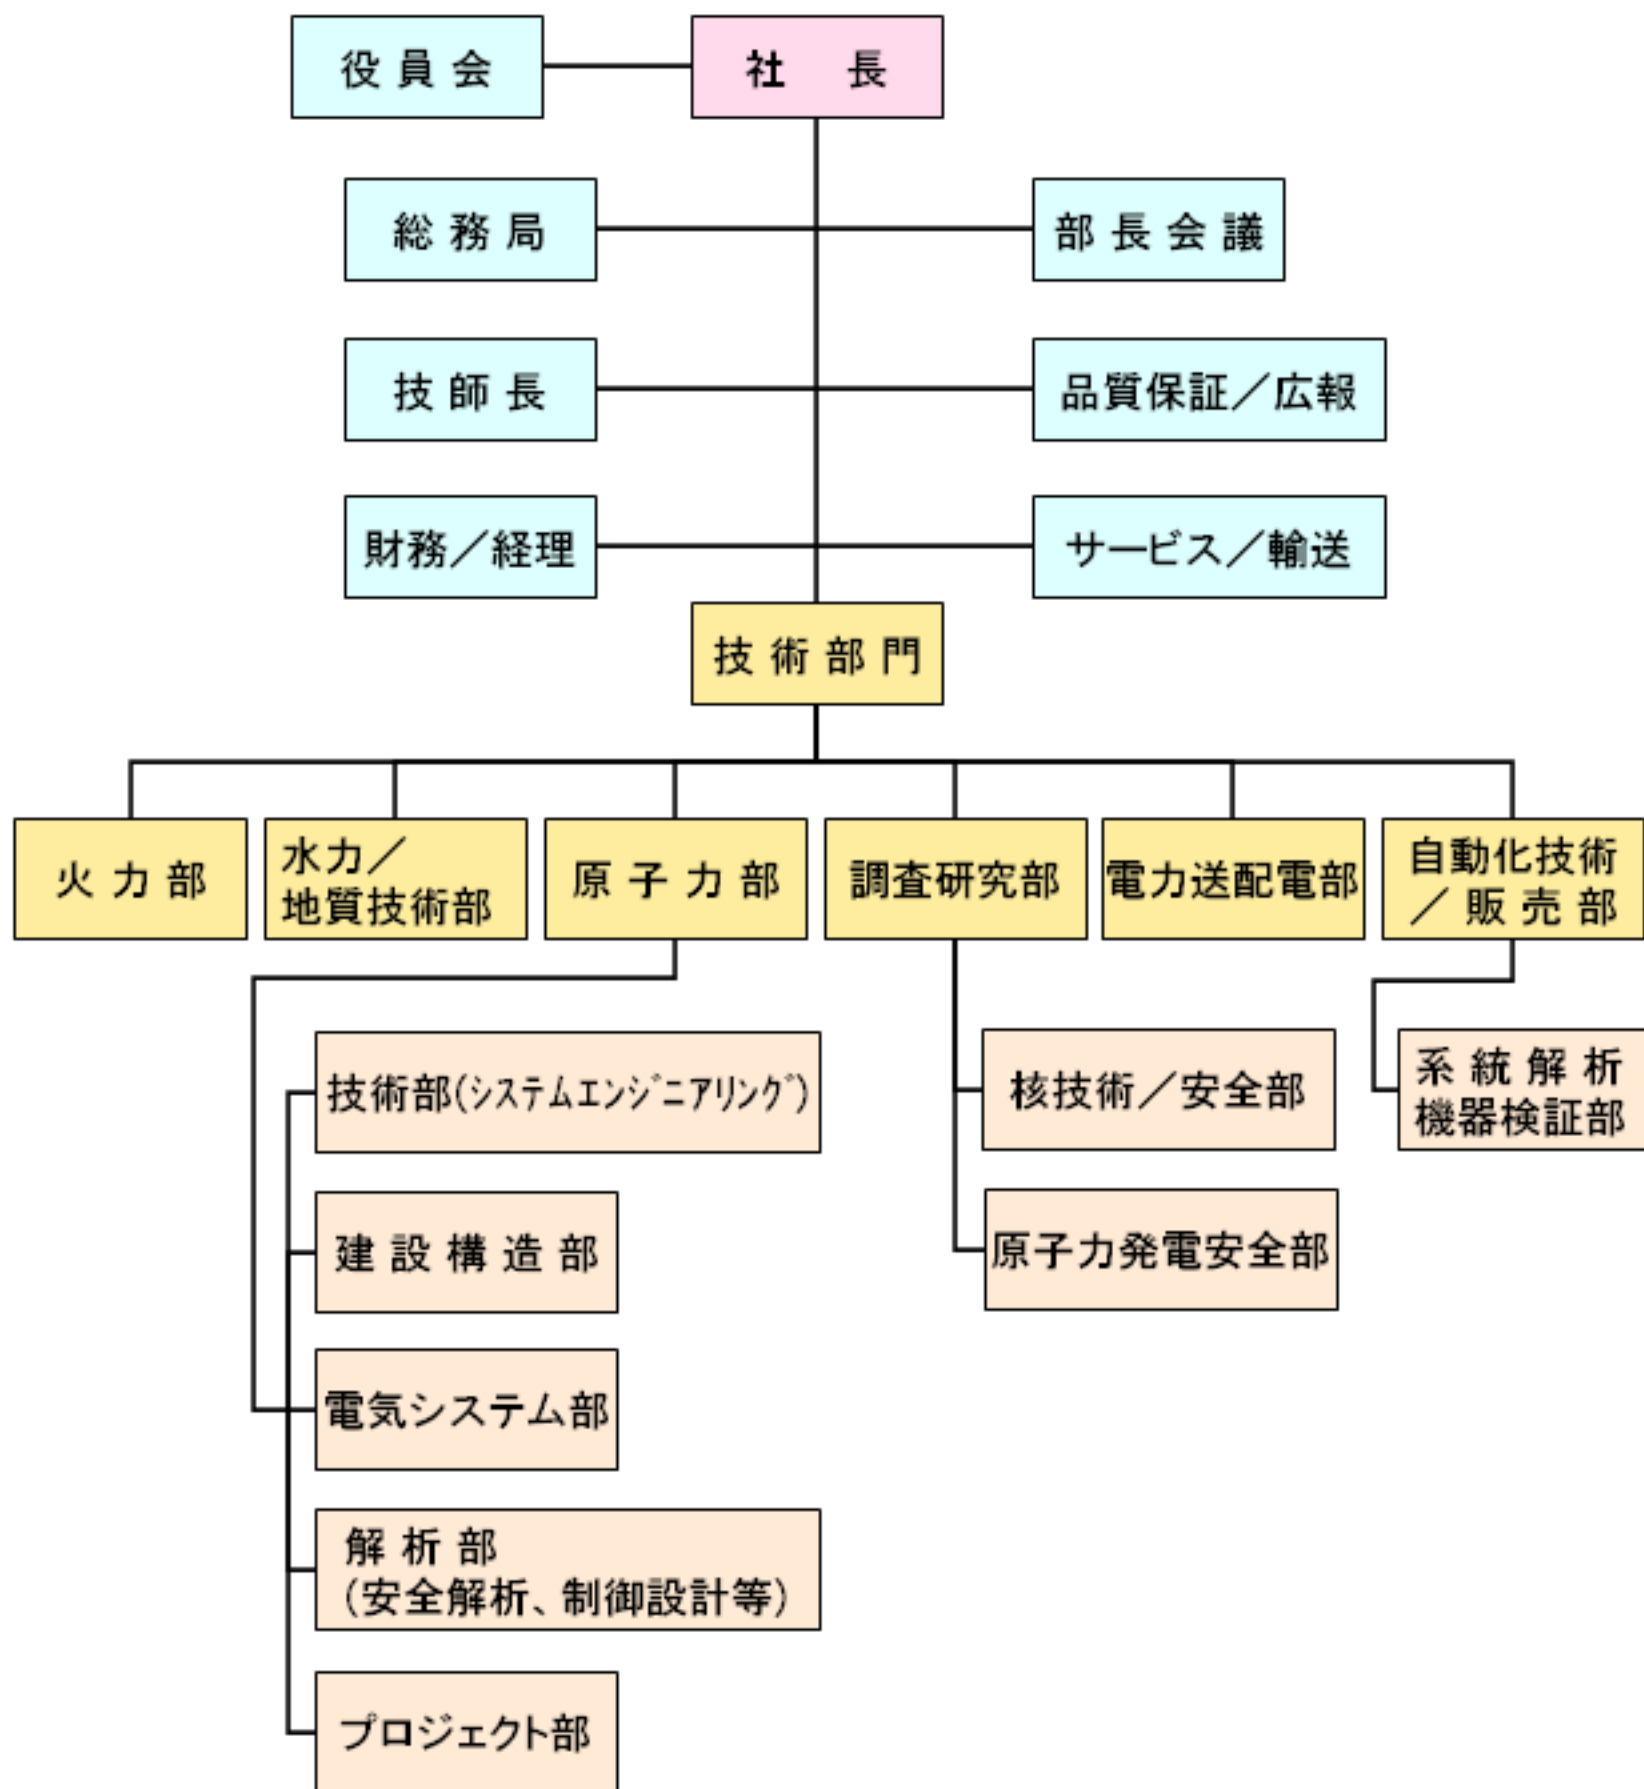 役員会
社長
総務局
部長会議
技師長
品質保証／広報
財務／経理
サービス／輸送
技術部門
火力部
水力／
地質技術部
原子力部
調査研究部
電力送配電部
自動化技術
／販売部
技術部(ｼｽﾃﾑｴﾝｼﾞﾆｱﾘﾝｸﾞ)
建設構造部
電気システム部
解析部
(安全解析、制御設計等)
プロジェクト部
核技術／安全部
原子力発電安全部
系統解析
機器検証部